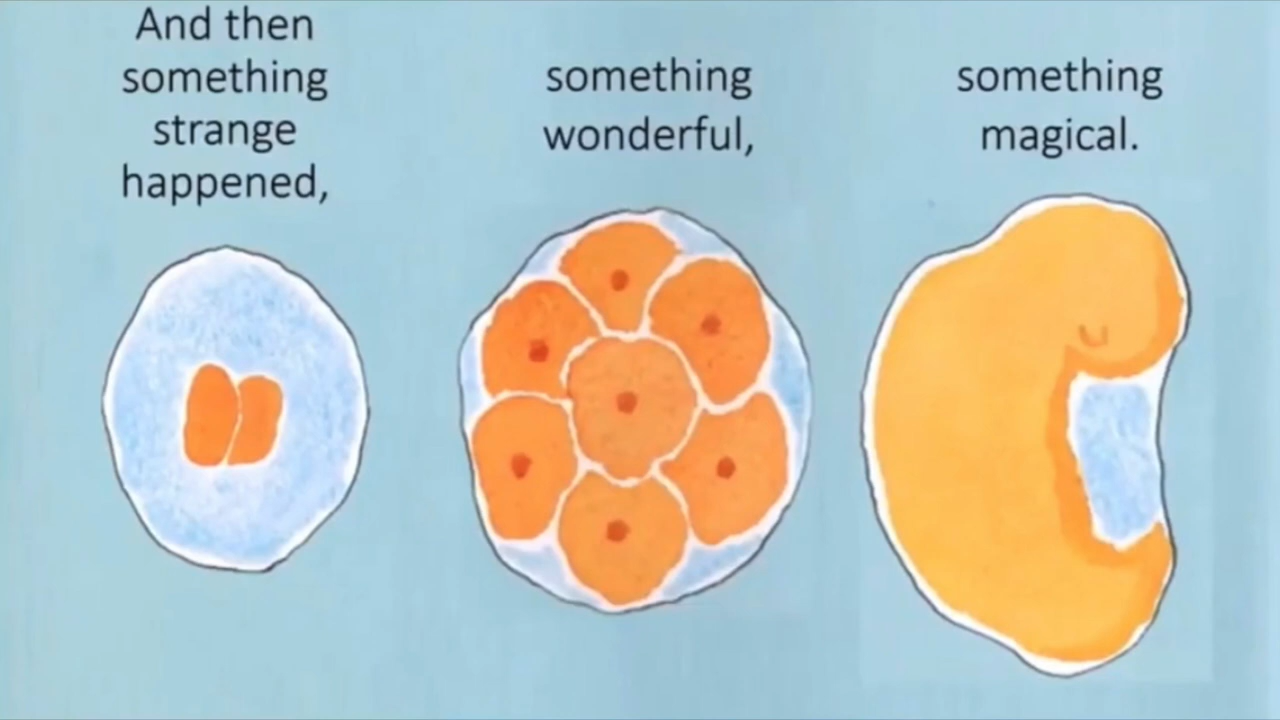 And then
something
strange
happened,
something
wonderful,
something
magical.